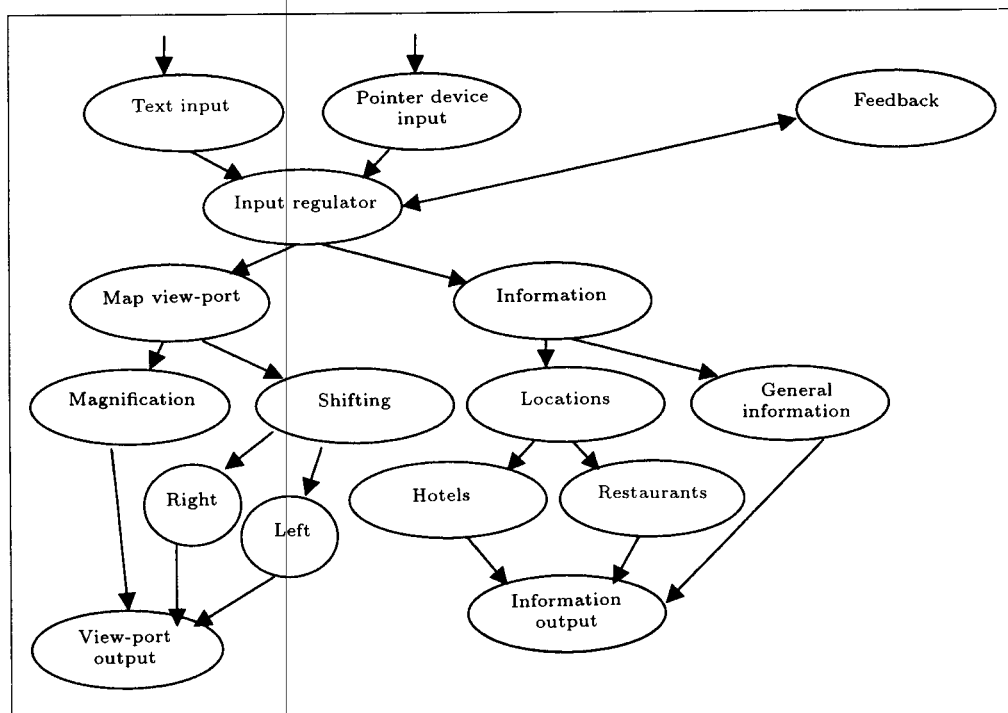 Text input
Pointer device
input
Feedback
Input regulator
Map view-port
Information
Magnification
Shifting
Locations
General
information
Right
Left
Hotels
Restaurants
View-port
output
Information
output